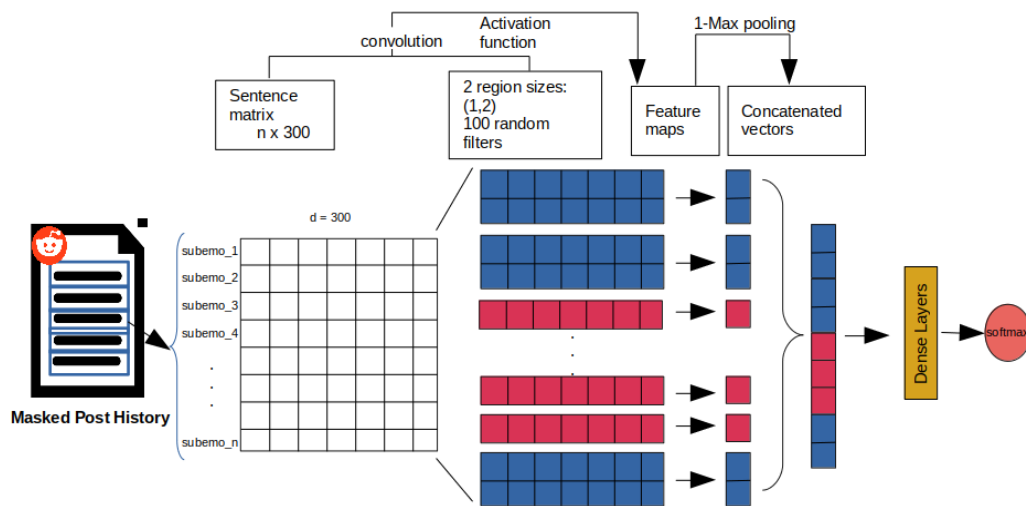 convolution
Activation
function
1-Max pooling
Sentence
matrix
n x 300
2 region sizes:
(1,2)
100 random
filters
Feature
maps
Concatenated
vectors
d = 300
subemo_1
subemo_2
subemo_3
subemo_4
.
.
.
subemo_n
Masked Post History
. . .
Dense Layers
softmax